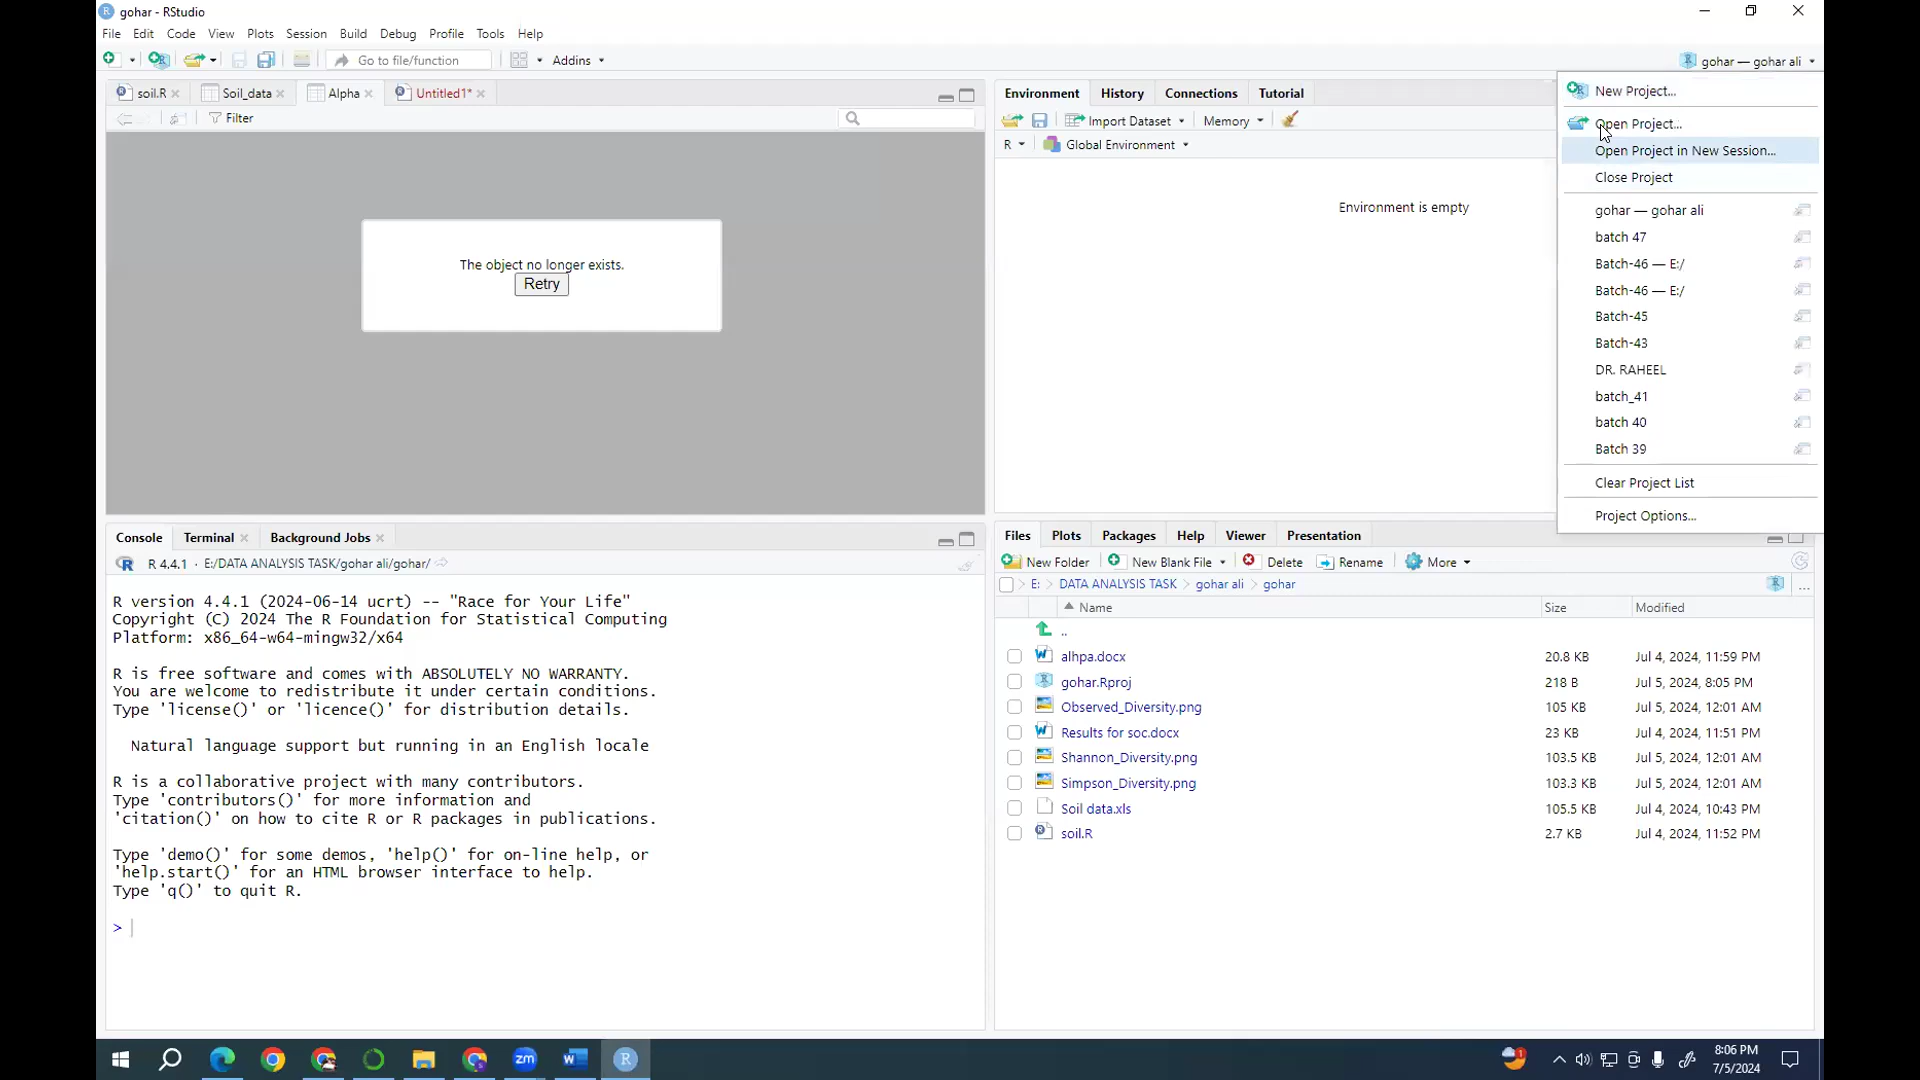 gohar - RStudio
File Edit Code View Plots Session Build Debug Profile Tools Help
Go to file/function
Addins
gohar — gohar ali
soil.R
Soil_data
Alpha
Untitled1*
Filter
The object no longer exists.
Retry
Environment History Connections Tutorial
Import Dataset
Memory
R
Global Environment
Environment is empty
New Project...
Open Project...
Open Project in New Session...
Close Project
gohar — gohar ali
batch 47
Batch-46 — E:/
Batch-46 — E:/
Batch-45
Batch-43
DR. RAHEEL
batch_41
batch 40
Batch 39
Clear Project List
Project Options...
Console Terminal Background Jobs
R 4.4.1 · E:/DATA ANALYSIS TASK/gohar ali/gohar/
R version 4.4.1 (2024-06-14 ucrt) -- "Race for Your Life"
Copyright (C) 2024 The R Foundation for Statistical Computing
Platform: x86_64-w64-mingw32/x64
R is free software and comes with ABSOLUTELY NO WARRANTY.
You are welcome to redistribute it under certain conditions.
Type 'license()' or 'licence()' for distribution details.
Natural language support but running in an English locale
R is a collaborative project with many contributors.
Type 'contributors()' for more information and
'citation()' on how to cite R or R packages in publications.
Type 'demo()' for some demos, 'help()' for on-line help, or
'help.start()' for an HTML browser interface to help.
Type 'q()' to quit R.
>
Files Plots Packages Help Viewer Presentation
New Folder New Blank File Delete Rename More
E: DATA ANALYSIS TASK gohar ali gohar
...
Name Size Modified
..
alhpa.docx 20.8 KB Jul 4, 2024, 11:59 PM
gohar.Rproj 218 B Jul 5, 2024, 8:05 PM
Observed_Diversity.png 105 KB Jul 5, 2024, 12:01 AM
Results for soc.docx 23 KB Jul 4, 2024, 11:51 PM
Shannon_Diversity.png 103.5 KB Jul 5, 2024, 12:01 AM
Simpson_Diversity.png 103.3 KB Jul 5, 2024, 12:01 AM
Soil data.xls 105.5 KB Jul 4, 2024, 10:43 PM
soil.R 2.7 KB Jul 4, 2024, 11:52 PM
zm
8:06 PM
7/5/2024